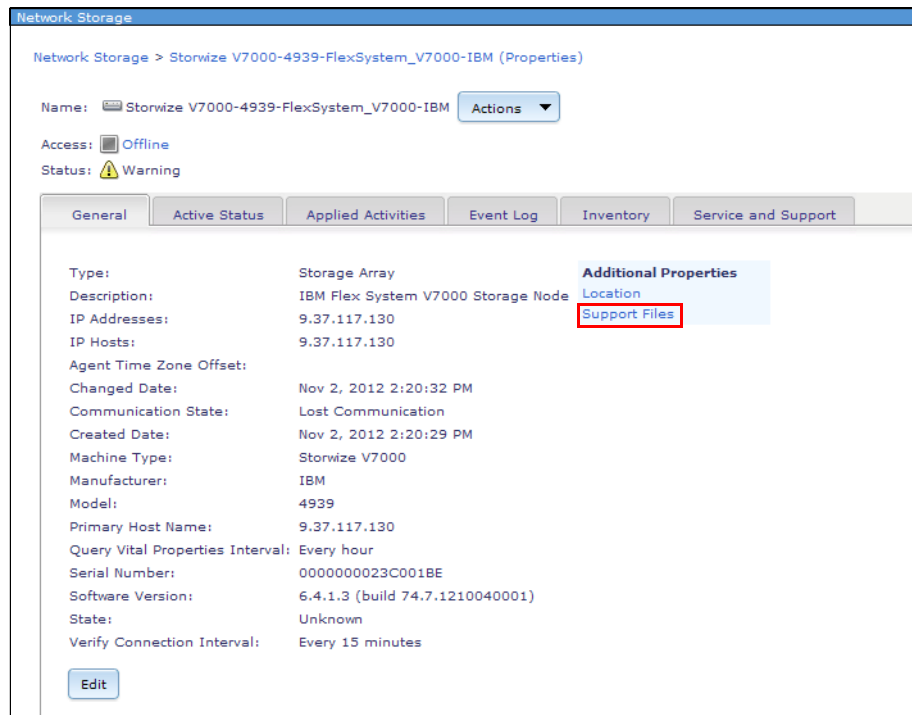 Network Storage
Network Storage > Storwize V7000-4939-FlexSystem_V7000-IBM (Properties)
Name: Storwize V7000-4939-FlexSystem_V7000-IBM Actions
Access: Offline
Status: Warning
General Active Status Applied Activities Event Log Inventory Service and Support
Type: Storage Array
Description: IBM Flex System V7000 Storage Node
IP Addresses: 9.37.117.130
IP Hosts: 9.37.117.130
Agent Time Zone Offset:
Changed Date: Nov 2, 2012 2:20:32 PM
Communication State: Lost Communication
Created Date: Nov 2, 2012 2:20:29 PM
Machine Type: Storwize V7000
Manufacturer: IBM
Model: 4939
Primary Host Name: 9.37.117.130
Query Vital Properties Interval: Every hour
Serial Number: 0000000023C001BE
Software Version: 6.4.1.3 (build 74.7.1210040001)
State: Unknown
Verify Connection Interval: Every 15 minutes
Additional Properties
Location
Support Files
Edit